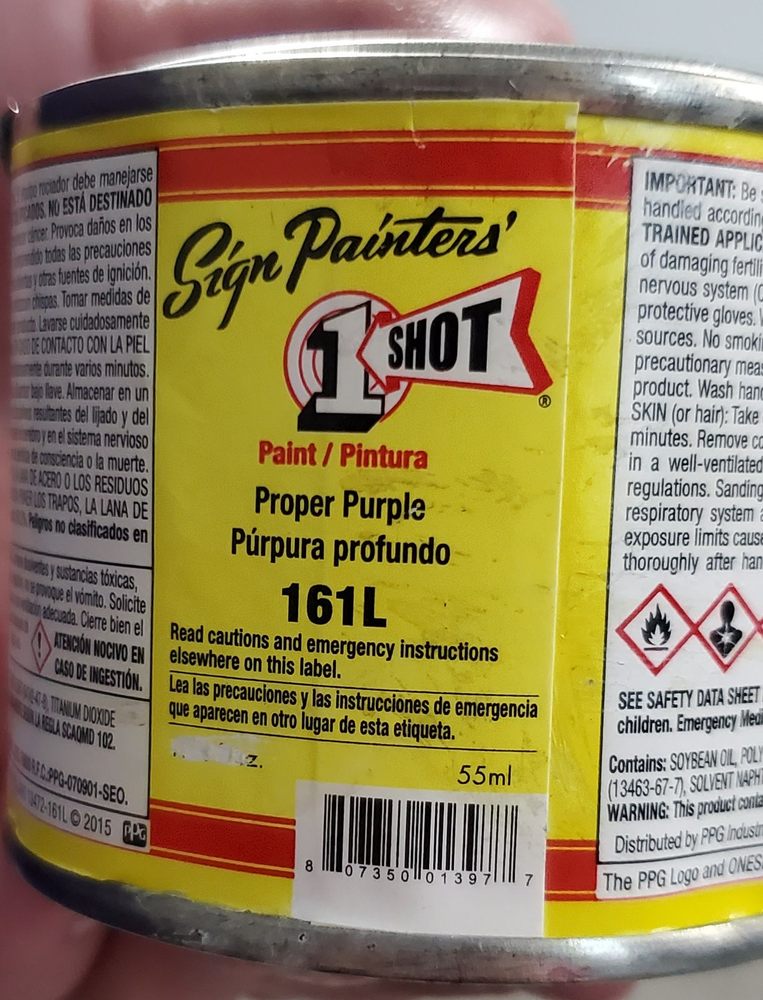 rociador debe manejarse
NO ESTÁ DESTINADO
cáncer. Provoca daños en los
todas las precauciones
y otras fuentes de ignición.
chispas. Tomar medidas de
Lavarse cuidadosamente
DE CONTACTO CON LA PIEL
durante varios minutos.
bajo llave. Almacenar en un
resultantes del lijado y del
y en el sistema nervioso
de consciencia o la muerte.
DE ACERO O LOS RESIDUOS
LOS TRAPOS, LA LANA DE
Peligros no clasificados en
y sustancias tóxicas,
provoque el vómito. Solicite
adecuada. Cierre bien el
ATENCIÓN NOCIVO EN
CASO DE INGESTIÓN.
TITANIUM DIOXIDE
LA REGLA SCAQMD 102.
R.F.C.:PPG-070901-SEO.
161L © 2015 PPG
Sign Painters'
1 SHOT ®
Paint / Pintura
Proper Purple
Púrpura profundo
161L
Read cautions and emergency instructions
elsewhere on this label.
Lea las precauciones y las instrucciones de emergencia
que aparecen en otro lugar de esta etiqueta.
55ml
8 07350 01397 7
IMPORTANT: Be
handled
TRAINED
of damaging
nervous system
protective gloves.
sources. No
precautionary
product. Wash
SKIN (or hair): Take
minutes. Remove
in a well-ventilated
regulations. Sanding
respiratory system
exposure limits
thoroughly after
SEE SAFETY DATA SHEET
children. Emergency
Contains: SOYBEAN OIL,
(13463-67-7), SOLVENT
WARNING: This product
Distributed by PPG
The PPG Logo and